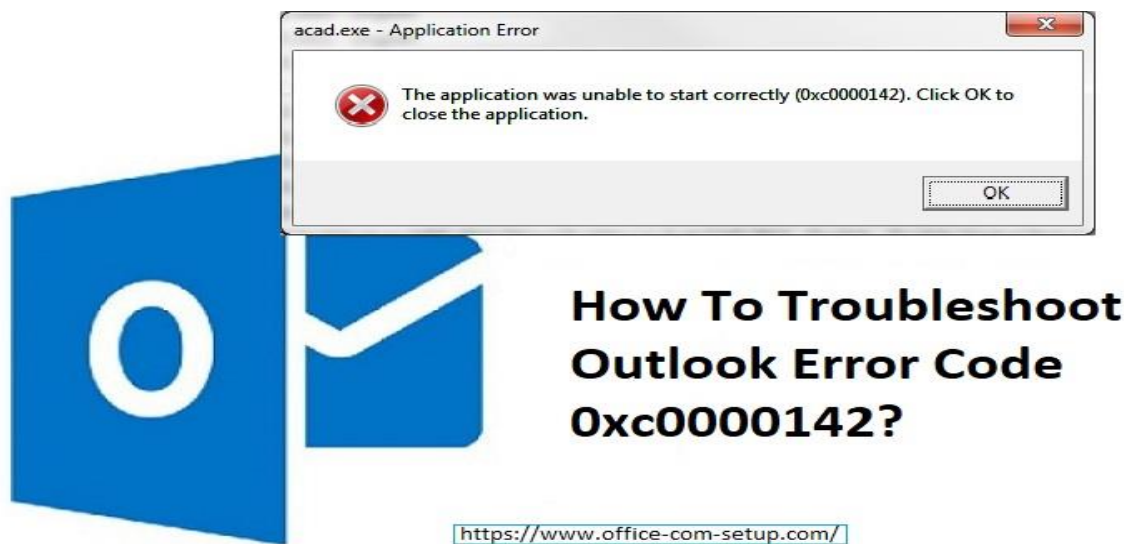 acad.exe - Application Error
The application was unable to start correctly (0xc0000142). Click OK to
close the application.
OK
O
How To Troubleshoot
Outlook Error Code
0xc0000142?
https://www.office-com-setup.com/